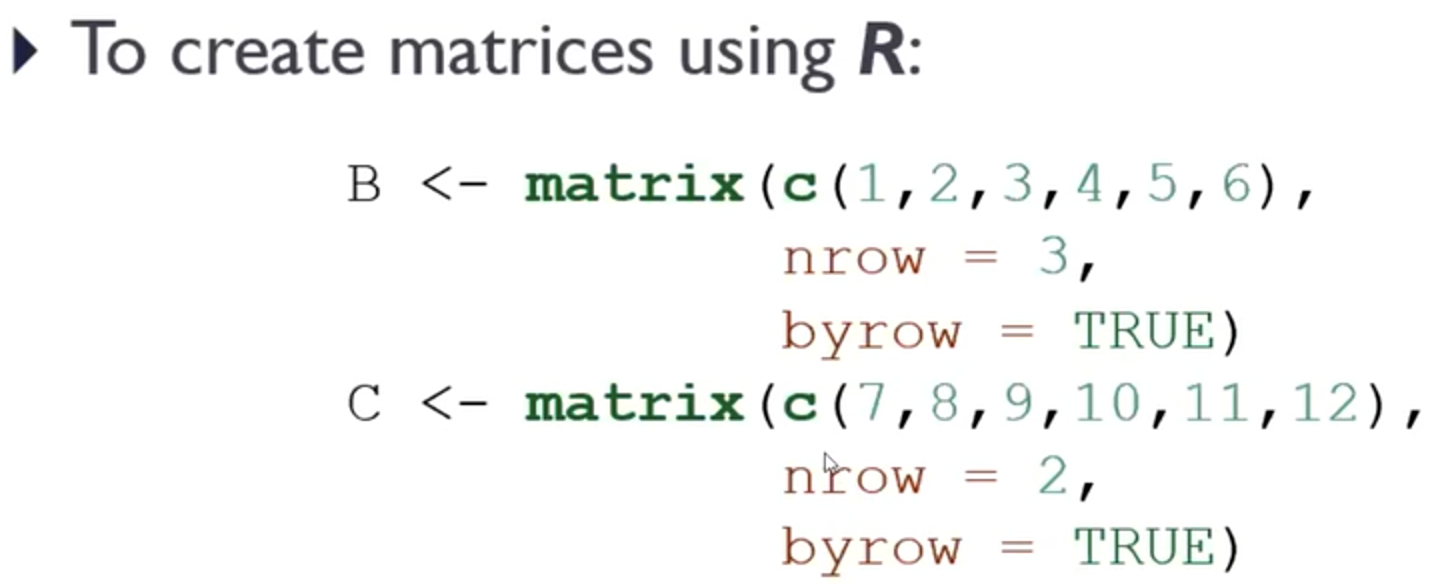 To create matrices using R:
B <- matrix(c(1,2,3,4,5,6),
nrow = 3,
byrow = TRUE)
C <- matrix(c(7,8,9,10,11,12),
nrow = 2,
byrow = TRUE)